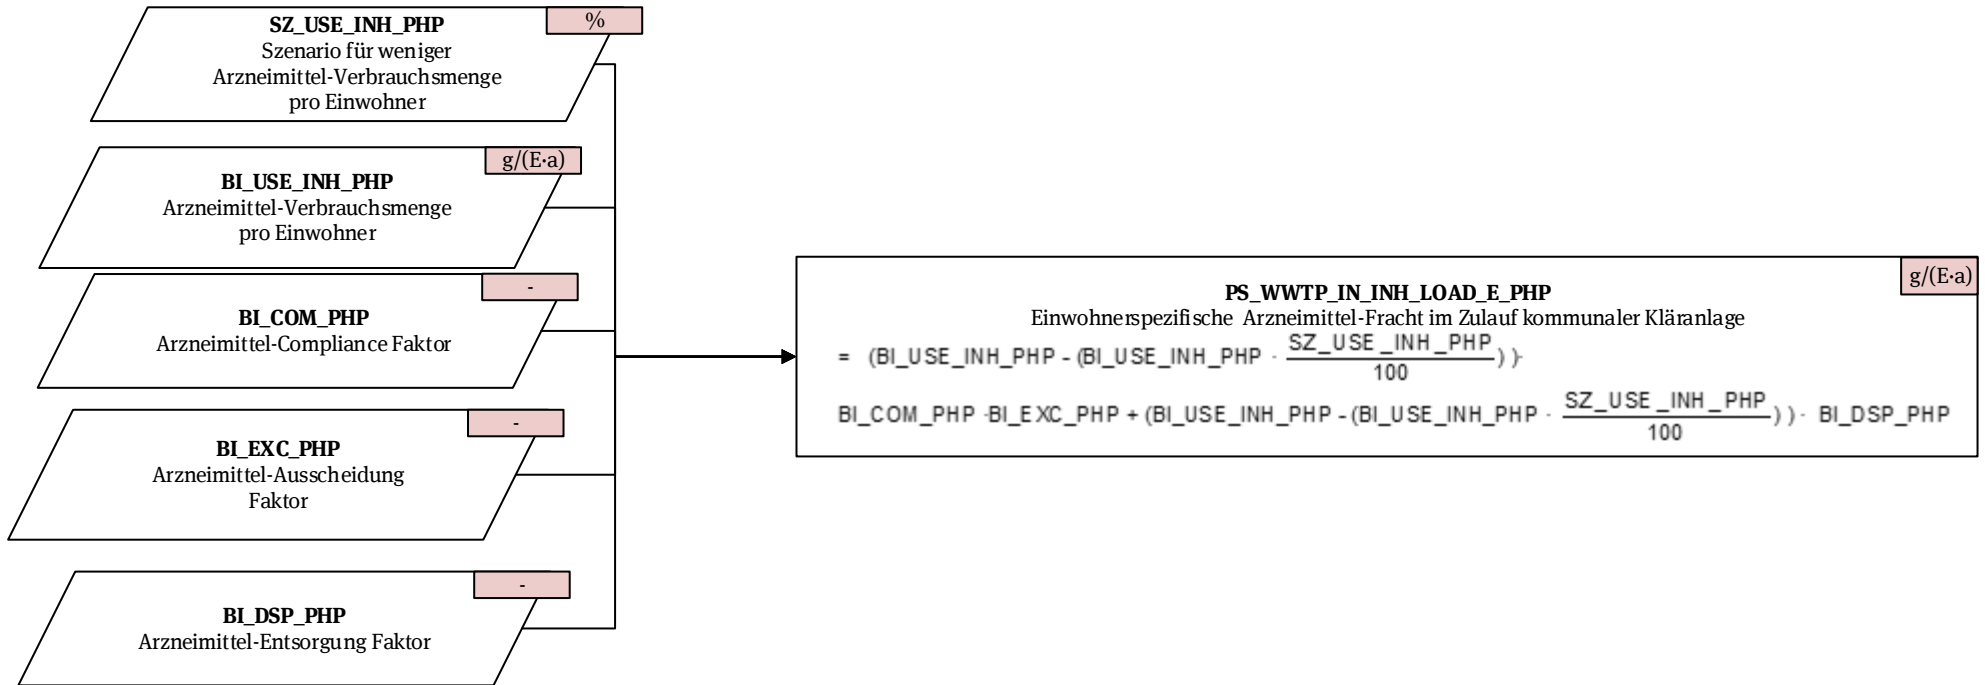 SZ_USE_INH_PHP
%
Szenario für weniger
Arzneimittel-Verbrauchsmenge
pro Einwohner
g/(E·a)
BI_USE_INH_PHP
Arzneimittel-Verbrauchsmenge
pro Einwohner
-
BI_COM_PHP
Arzneimittel-Compliance Faktor
-
BI_EXC_PHP
Arzneimittel-Ausscheidung
Faktor
-
BI_DSP_PHP
Arzneimittel-Entsorgung Faktor
g/(E·a)
PS_WWTP_IN_INH_LOAD_E_PHP
Einwohnerspezifische Arzneimittel-Fracht im Zulauf kommunaler Kläranlage
= (BI_USE_INH_PHP - (BI_USE_INH_PHP · SZ_USE_INH_PHP / 100 ) ) ·
BI_COM_PHP · BI_EXC_PHP + (BI_USE_INH_PHP - (BI_USE_INH_PHP · SZ_USE_INH_PHP / 100 ) ) · BI_DSP_PHP